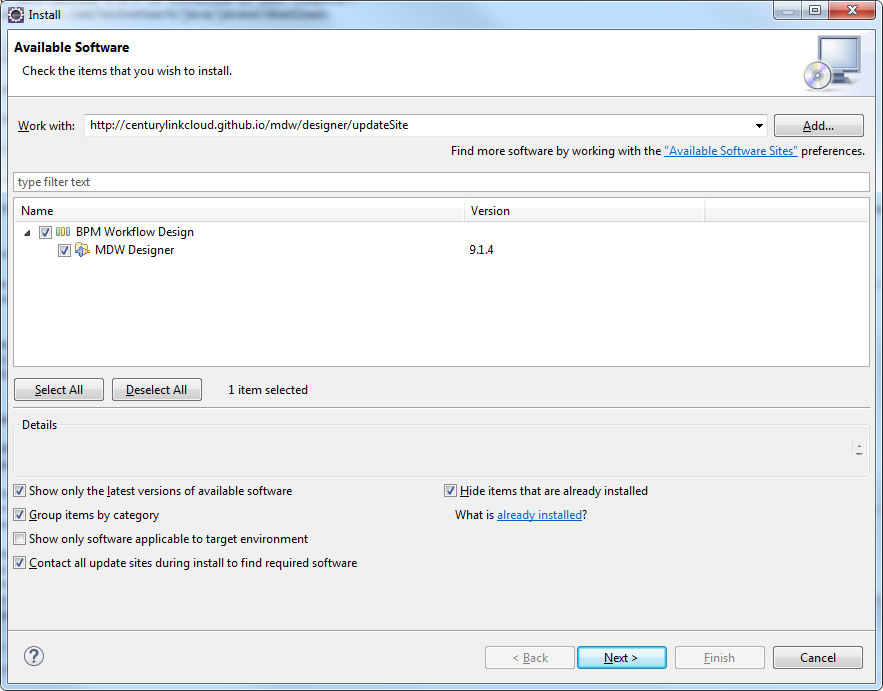 Install
Available Software
Check the items that you wish to install.
Work with: http://centurylinkcloud.github.io/mdw/designer/updateSite Add...
Find more software by working with the "Available Software Sites" preferences.
type filter text
Name Version
BPM Workflow Design
MDW Designer 9.1.4
Select All Deselect All 1 item selected
Details
Show only the latest versions of available software Hide items that are already installed
Group items by category What is already installed?
Show only software applicable to target environment
Contact all update sites during install to find required software
? < Back Next > Finish Cancel